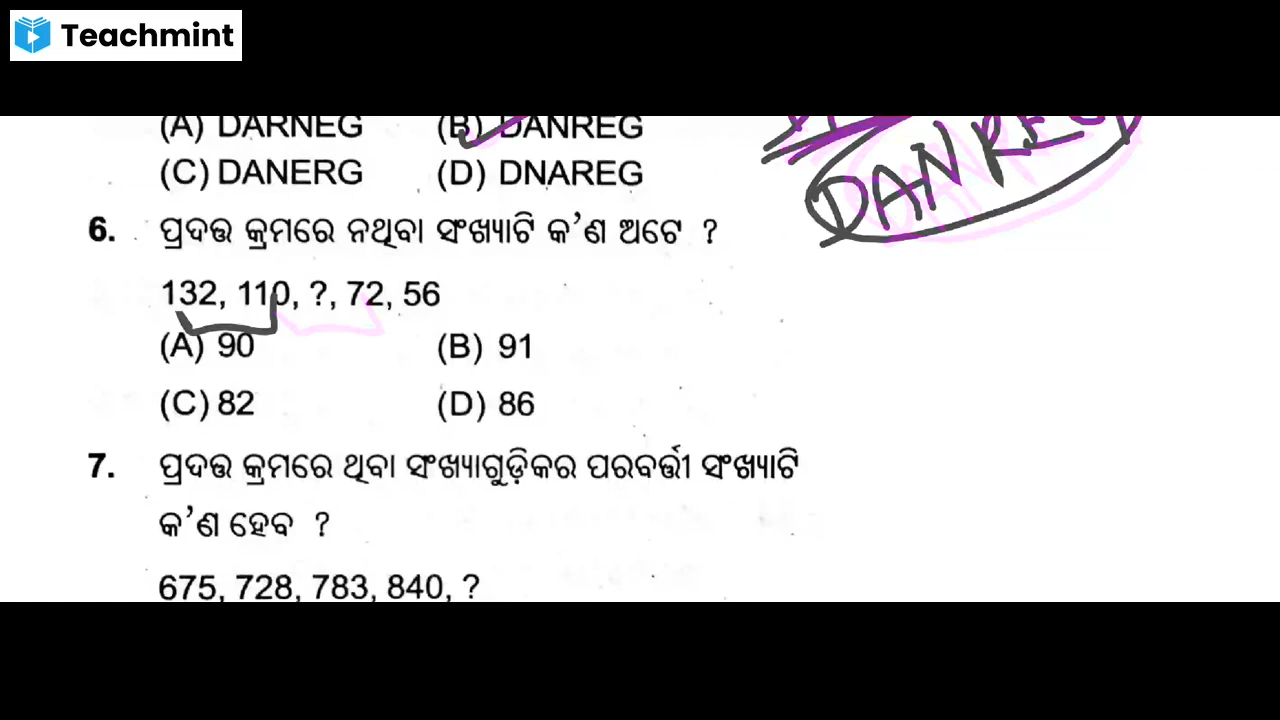 Teachmint
(A) DARNEG (B) DANREG
(C) DANERG (D) DNAREG
DANREG
6. ପ୍ରଦତ୍ତ କ୍ରମରେ ନଥିବା ସଂଖ୍ୟାଟି କ'ଣ ଅଟେ ?
132, 110, ?, 72, 56
(A) 90 (B) 91
(C) 82 (D) 86
7. ପ୍ରଦତ୍ତ କ୍ରମରେ ଥିବା ସଂଖ୍ୟାଗୁଡ଼ିକର ପରବର୍ତ୍ତୀ ସଂଖ୍ୟାଟି
କ'ଣ ହେବ ?
675, 728, 783, 840, ?